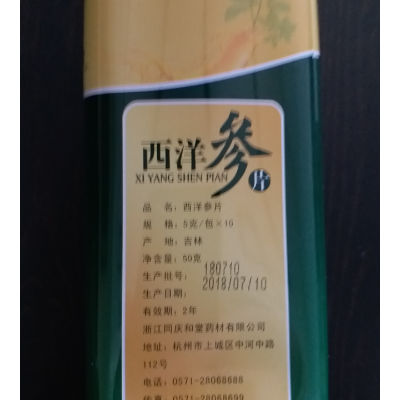 西洋参片
XI YANG SHEN PIAN
品 名：西洋参片
规 格：5克/包×10
产 地：吉林
净含量：50克
生产批号：180710
生产日期：2018/07/10
有效期：2年
浙江同庆和堂药材有限公司
地址：杭州市上城区中河中路
112号
电话：0571-28068688
传真：0571-28068699